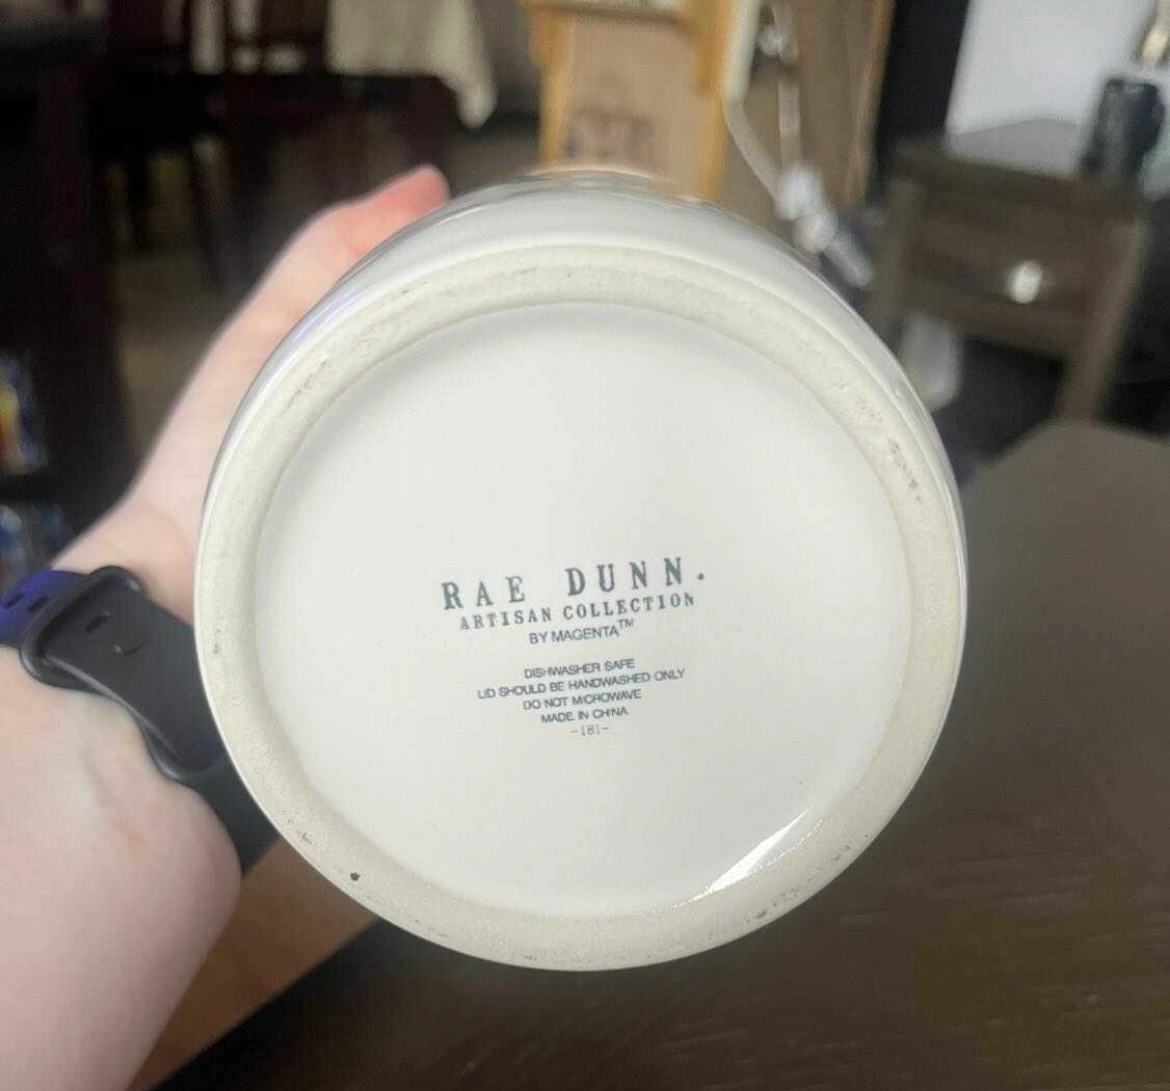 RAE DUNN.
ARTISAN COLLECTION
BY MAGENTA™
DISHWASHER SAFE
LID SHOULD BE HANDWASHED ONLY
DO NOT MICROWAVE
MADE IN CHINA
-181-